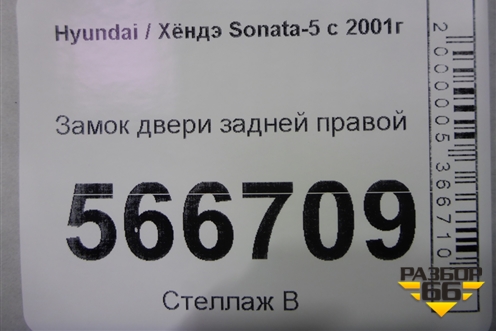 Hyundai / Хёндэ Sonata-5 с 2001г
Замок двери задней правой
566709
Стеллаж В
2000005366710
РАЗБОР
66